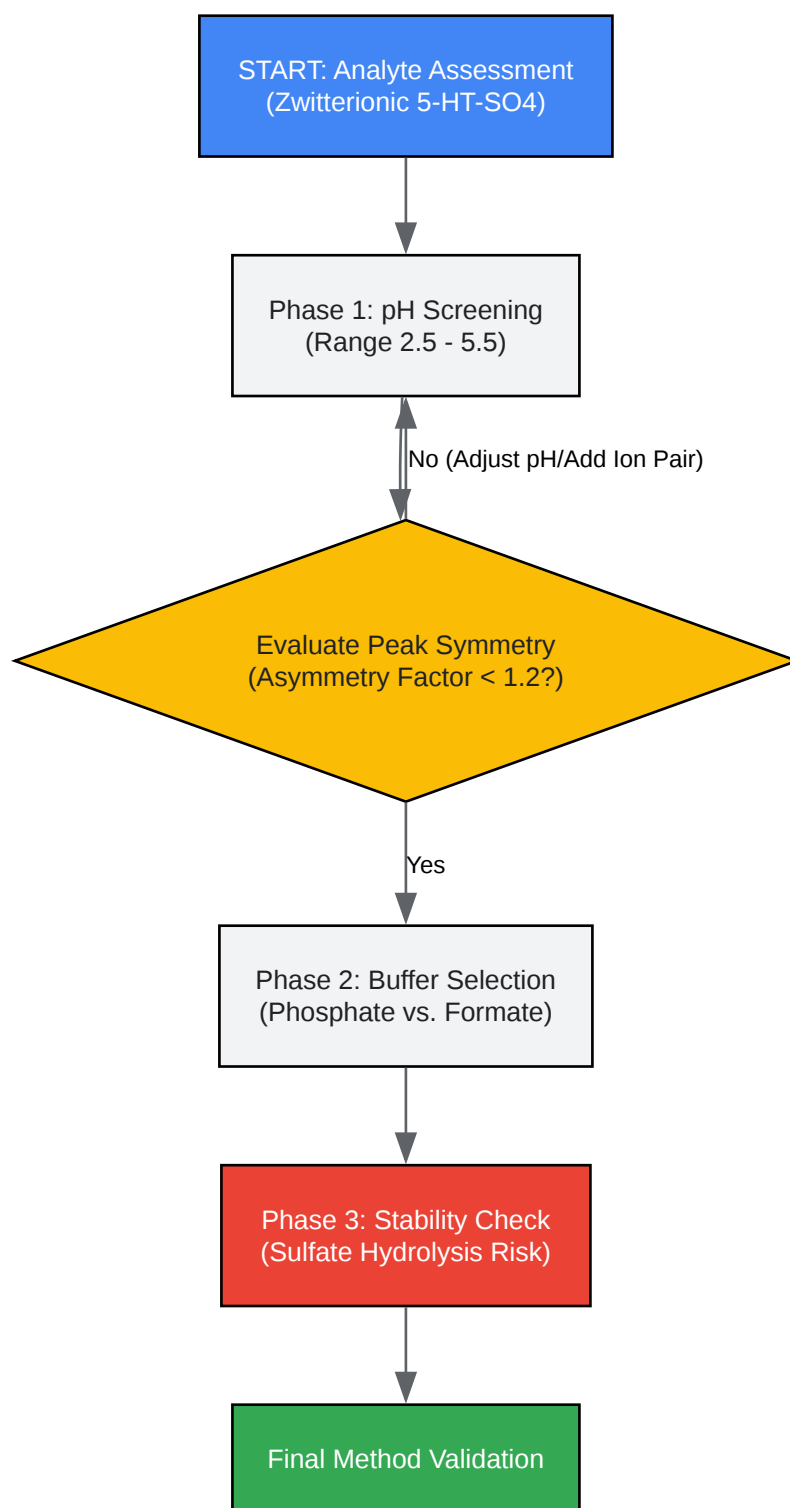 START: Analyte Assessment
(Zwitterionic 5-HT-SO4)
Phase 1: pH Screening
(Range 2.5 - 5.5)
No (Adjust pH/Add Ion Pair)
Evaluate Peak Symmetry
(Asymmetry Factor < 1.2?)
Yes
Phase 2: Buffer Selection
(Phosphate vs. Formate)
Phase 3: Stability Check
(Sulfate Hydrolysis Risk)
Final Method Validation